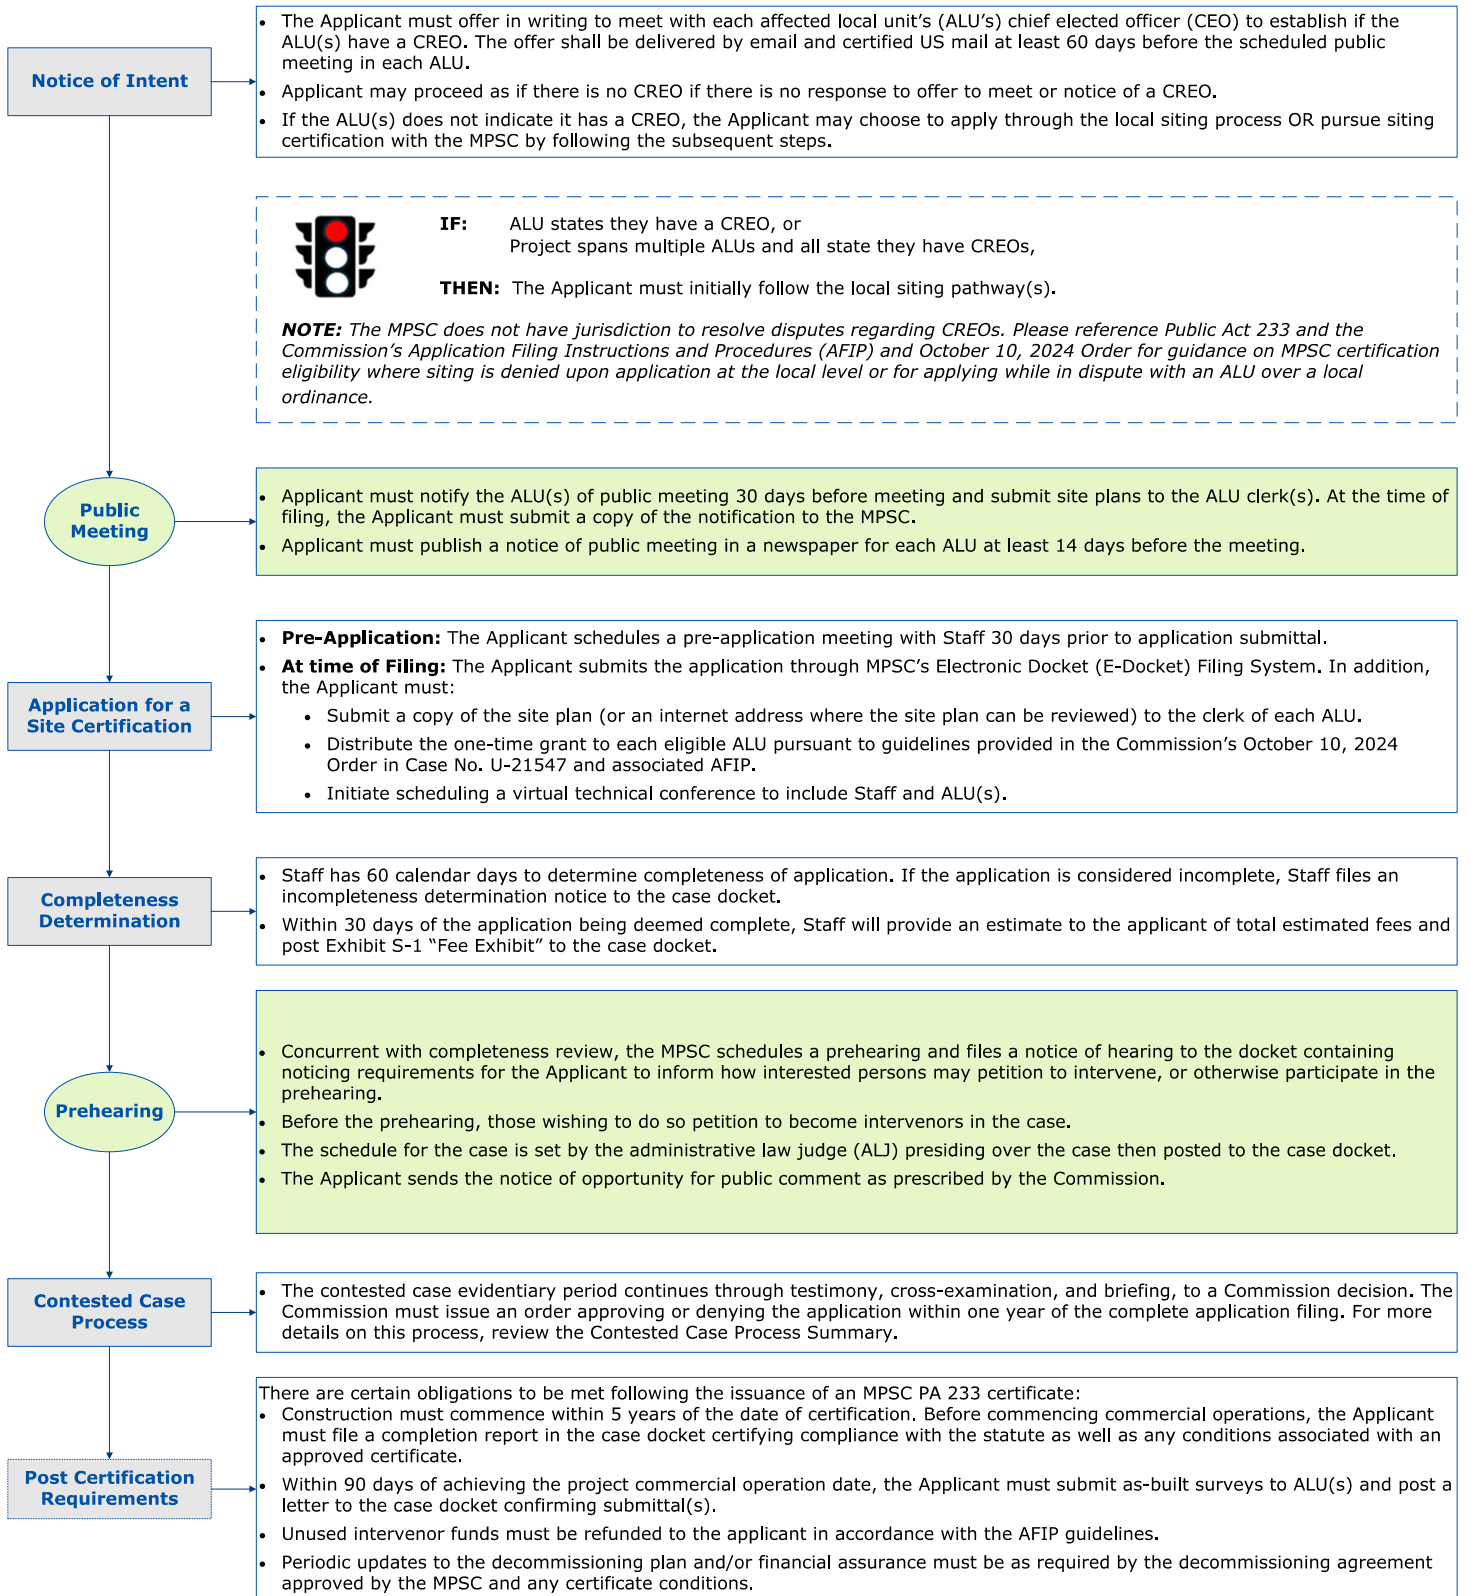 Notice of Intent
• The Applicant must offer in writing to meet with each affected local unit's (ALU's) chief elected officer (CEO) to establish if the
ALU(s) have a CREO. The offer shall be delivered by email and certified US mail at least 60 days before the scheduled public
meeting in each ALU.
• Applicant may proceed as if there is no CREO if there is no response to offer to meet or notice of a CREO.
• If the ALU(s) does not indicate it has a CREO, the Applicant may choose to apply through the local siting process OR pursue siting
certification with the MPSC by following the subsequent steps.
IF: ALU states they have a CREO, or
Project spans multiple ALUs and all state they have CREOs,
THEN: The Applicant must initially follow the local siting pathway(s).
NOTE: The MPSC does not have jurisdiction to resolve disputes regarding CREOs. Please reference Public Act 233 and the
Commission's Application Filing Instructions and Procedures (AFIP) and October 10, 2024 Order for guidance on MPSC certification
eligibility where siting is denied upon application at the local level or for applying while in dispute with an ALU over a local
ordinance.
Public
Meeting
• Applicant must notify the ALU(s) of public meeting 30 days before meeting and submit site plans to the ALU clerk(s). At the time of
filing, the Applicant must submit a copy of the notification to the MPSC.
• Applicant must publish a notice of public meeting in a newspaper for each ALU at least 14 days before the meeting.
Application for a
Site Certification
• Pre-Application: The Applicant schedules a pre-application meeting with Staff 30 days prior to application submittal.
• At time of Filing: The Applicant submits the application through MPSC's Electronic Docket (E-Docket) Filing System. In addition,
the Applicant must:
• Submit a copy of the site plan (or an internet address where the site plan can be reviewed) to the clerk of each ALU.
• Distribute the one-time grant to each eligible ALU pursuant to guidelines provided in the Commission's October 10, 2024
Order in Case No. U-21547 and associated AFIP.
• Initiate scheduling a virtual technical conference to include Staff and ALU(s).
Completeness
Determination
• Staff has 60 calendar days to determine completeness of application. If the application is considered incomplete, Staff files an
incompleteness determination notice to the case docket.
• Within 30 days of the application being deemed complete, Staff will provide an estimate to the applicant of total estimated fees and
post Exhibit S-1 "Fee Exhibit" to the case docket.
Prehearing
• Concurrent with completeness review, the MPSC schedules a prehearing and files a notice of hearing to the docket containing
noticing requirements for the Applicant to inform how interested persons may petition to intervene, or otherwise participate in the
prehearing.
• Before the prehearing, those wishing to do so petition to become intervenors in the case.
• The schedule for the case is set by the administrative law judge (ALJ) presiding over the case then posted to the case docket.
• The Applicant sends the notice of opportunity for public comment as prescribed by the Commission.
Contested Case
Process
• The contested case evidentiary period continues through testimony, cross-examination, and briefing, to a Commission decision. The
Commission must issue an order approving or denying the application within one year of the complete application filing. For more
details on this process, review the Contested Case Process Summary.
Post Certification
Requirements
There are certain obligations to be met following the issuance of an MPSC PA 233 certificate:
• Construction must commence within 5 years of the date of certification. Before commencing commercial operations, the Applicant
must file a completion report in the case docket certifying compliance with the statute as well as any conditions associated with an
approved certificate.
• Within 90 days of achieving the project commercial operation date, the Applicant must submit as-built surveys to ALU(s) and post a
letter to the case docket confirming submittal(s).
• Unused intervenor funds must be refunded to the applicant in accordance with the AFIP guidelines.
• Periodic updates to the decommissioning plan and/or financial assurance must be as required by the decommissioning agreement
approved by the MPSC and any certificate conditions.